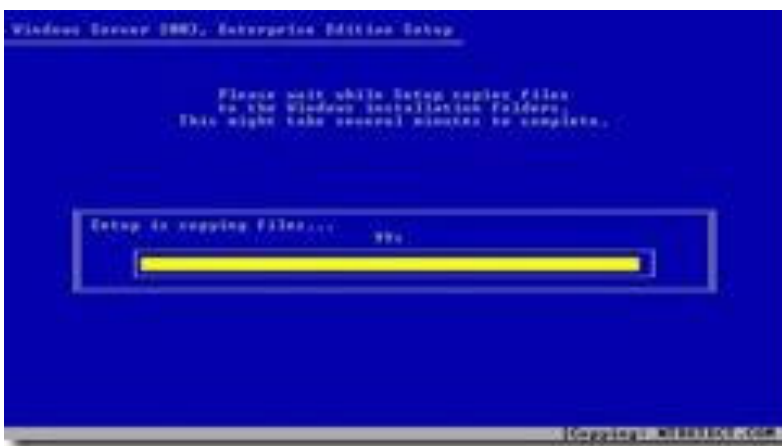 Windows Server 2003, Enterprise Edition Setup
Please wait while Setup copies files
to the Windows installation folders.
This might take several minutes to complete.
Setup is copying files...
99%
Copying: